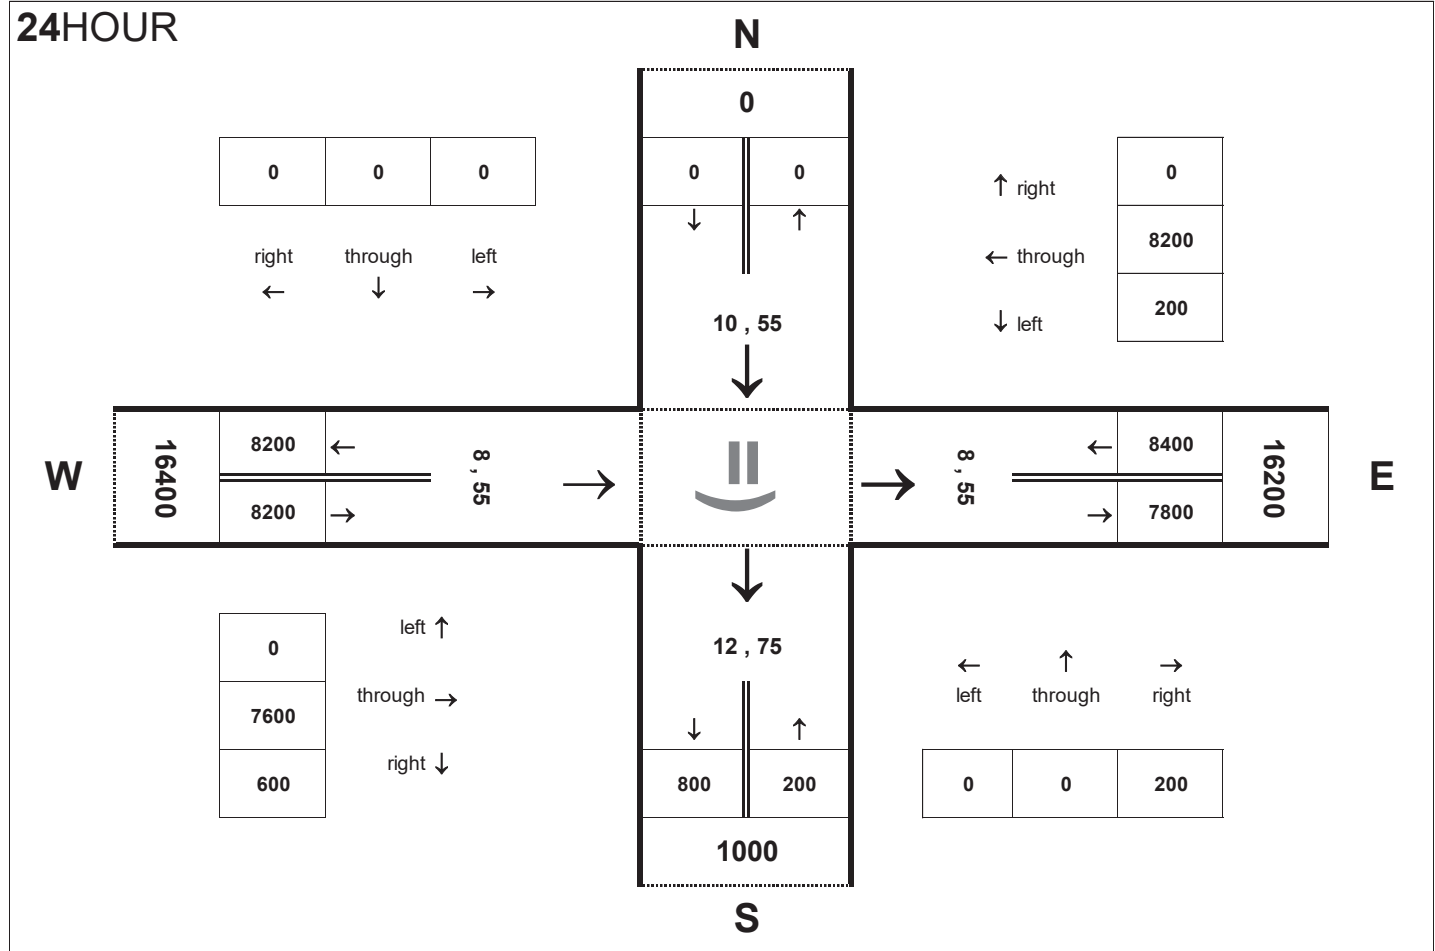 24HOUR
N
0
0 0 0
0 0
↓ ↑
↑ right 0
← through 8200
↓ left 200
right through left
← ↓ →
10 , 55
↓
W
16400
8200 ←
8200 →
8 , 55
→
→
8 , 55
← 8400
→ 7800
16200
E
↓
12 , 75
left ↑
0
through →
7600
right ↓
600
← ↑ →
left through right
↓ ↑
800 200
0 0 200
1000
S